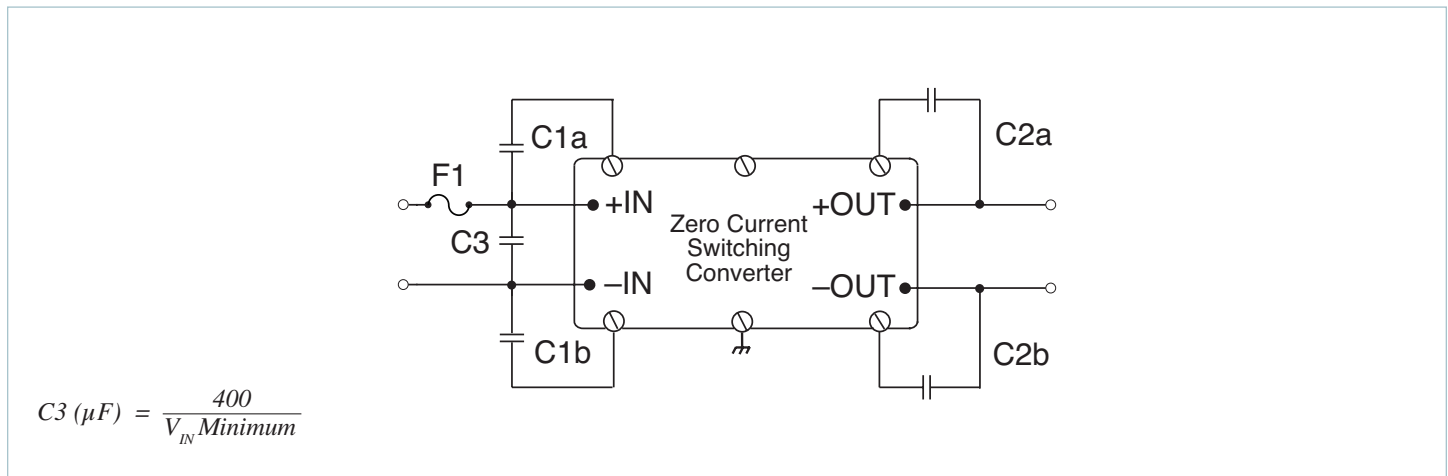 C1a
C2a
F1
+IN
+OUT
Zero Current
Switching
Converter
C3
–IN
–OUT
C1b
C2b
C3 (µF) = 400 / V_IN Minimum